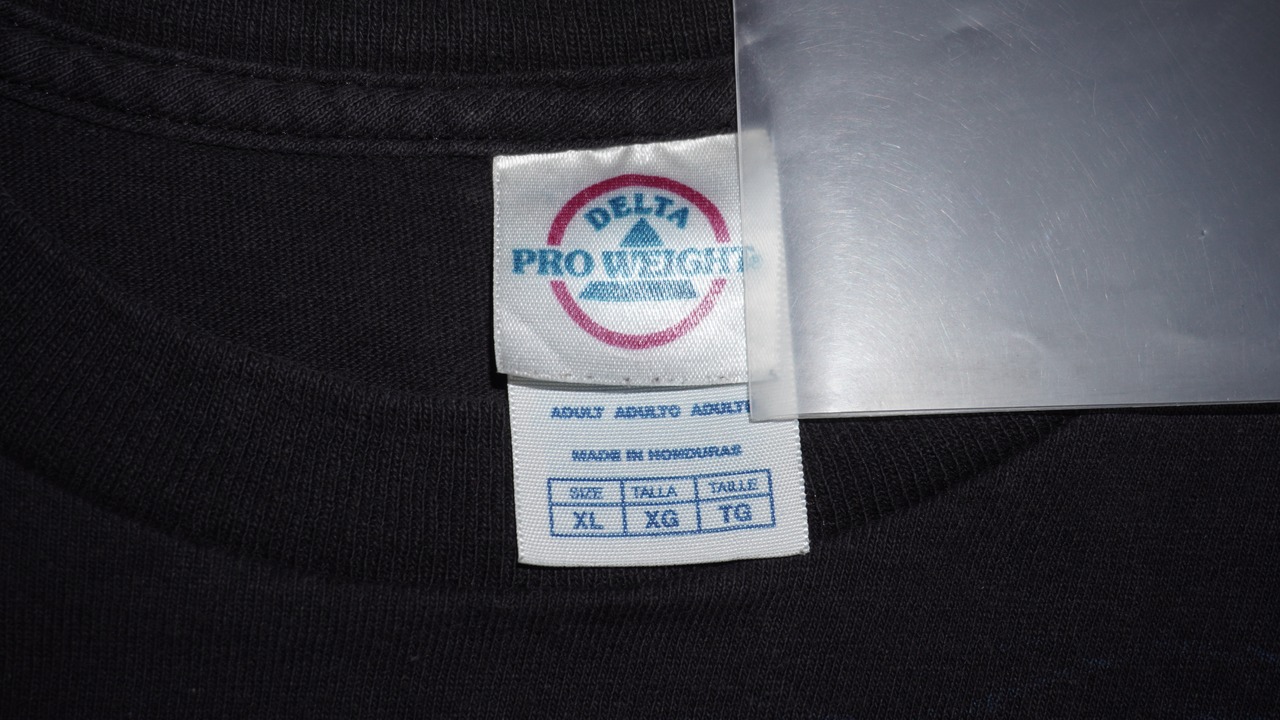 DELTA
PRO WEIGHT
ADULT ADULTO ADULTE
MADE IN HONDURAS
SIZE TALLA TAILLE
XL XG TG